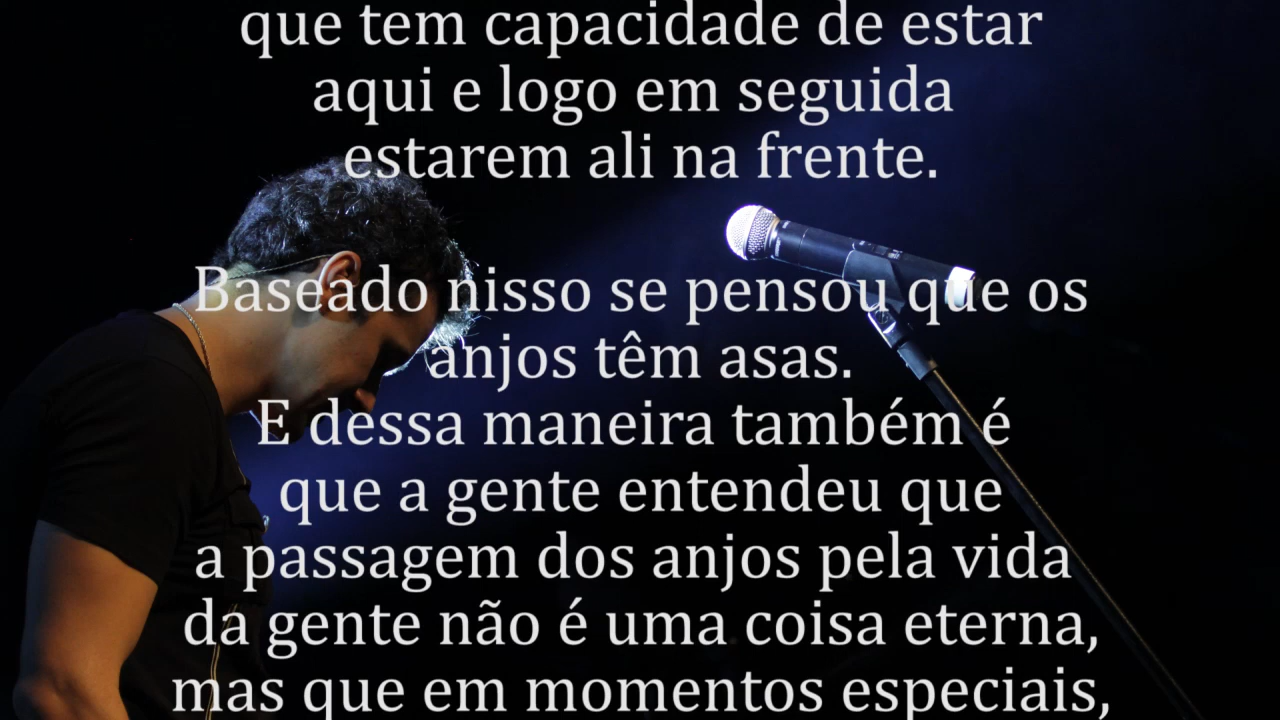 que tem capacidade de estar
aqui e logo em seguida
estarem ali na frente.
Baseado nisso se pensou que os
anjos têm asas.
E dessa maneira também é
que a gente entendeu que
a passagem dos anjos pela vida
da gente não é uma coisa eterna,
mas que em momentos especiais,